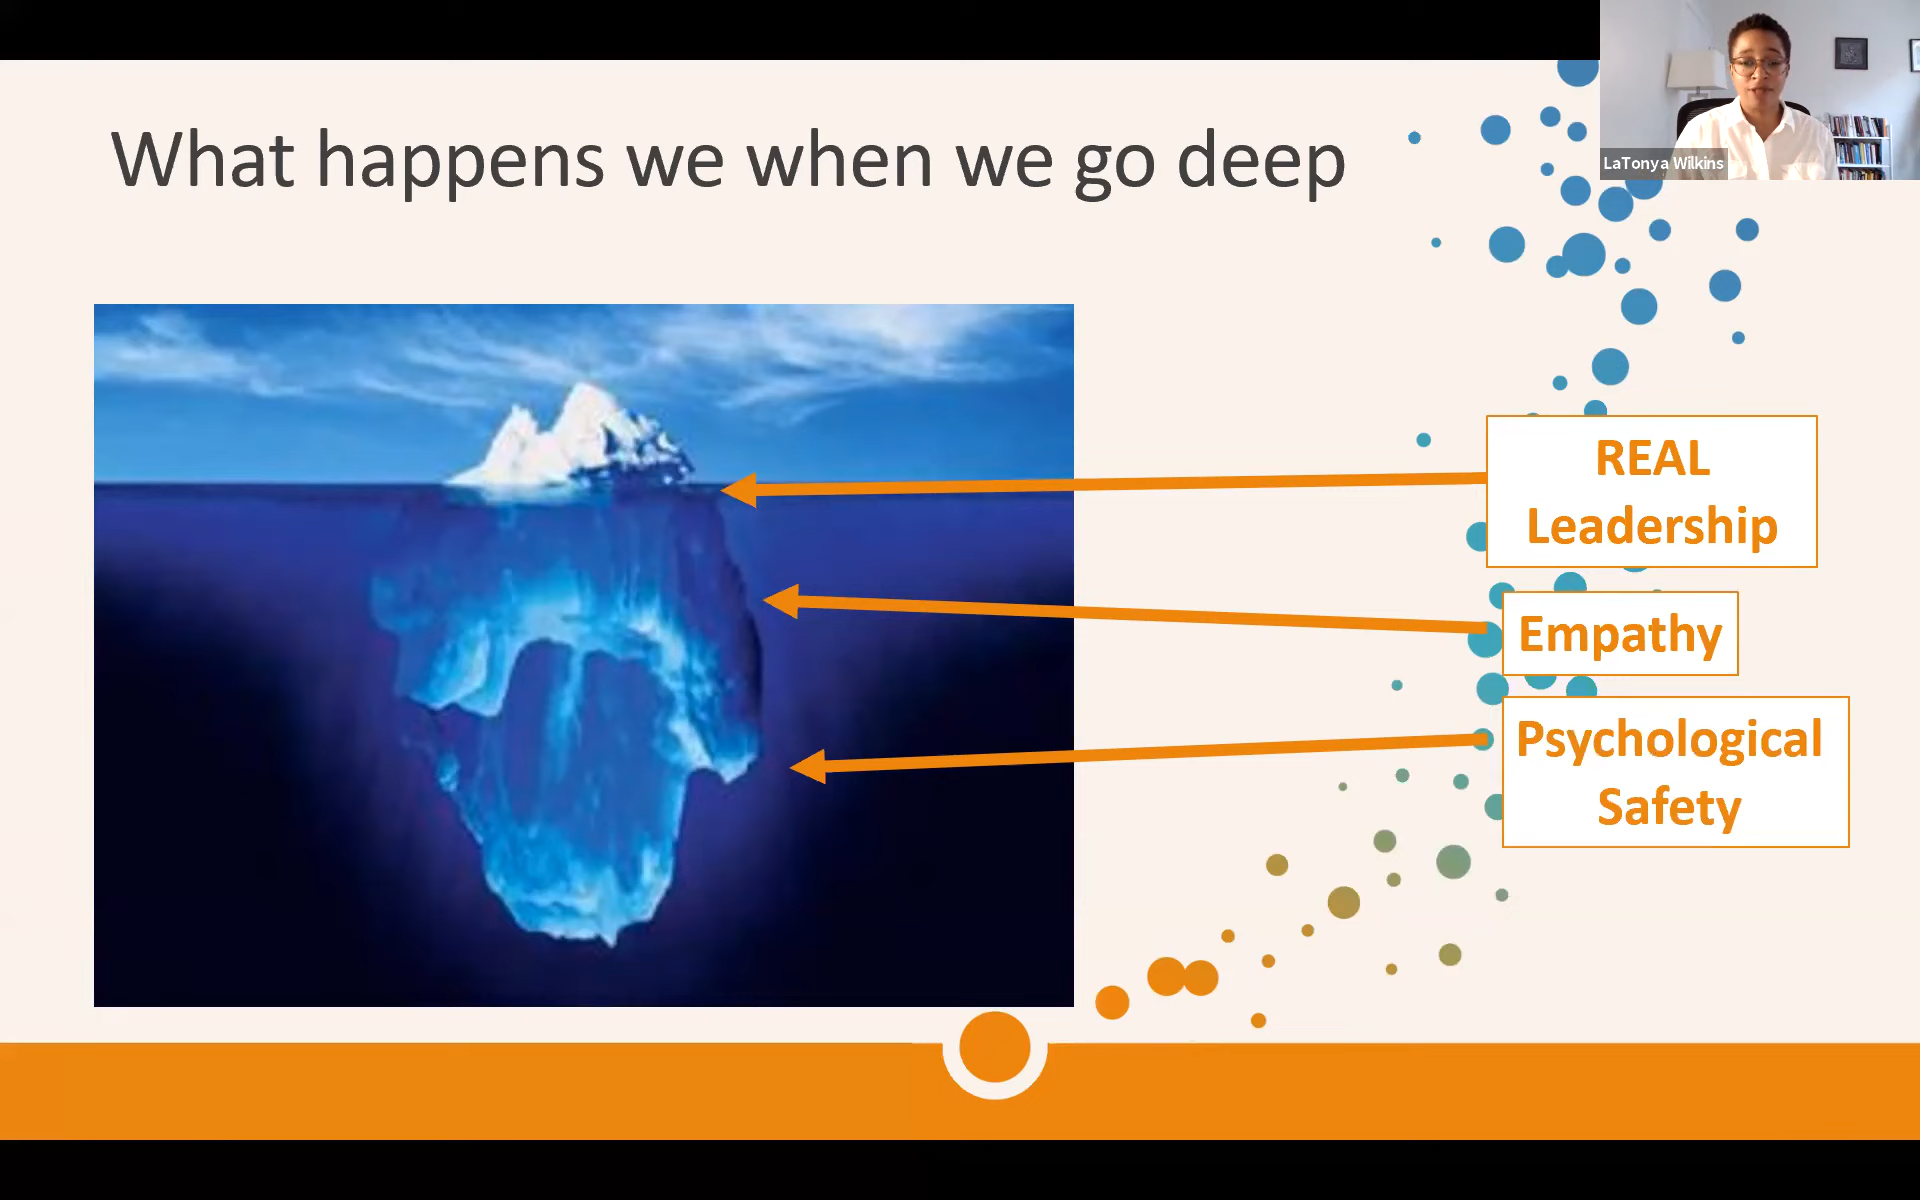 What happens we when we go deep
LaTonya Wilkins
REAL
Leadership
Empathy
Psychological
Safety